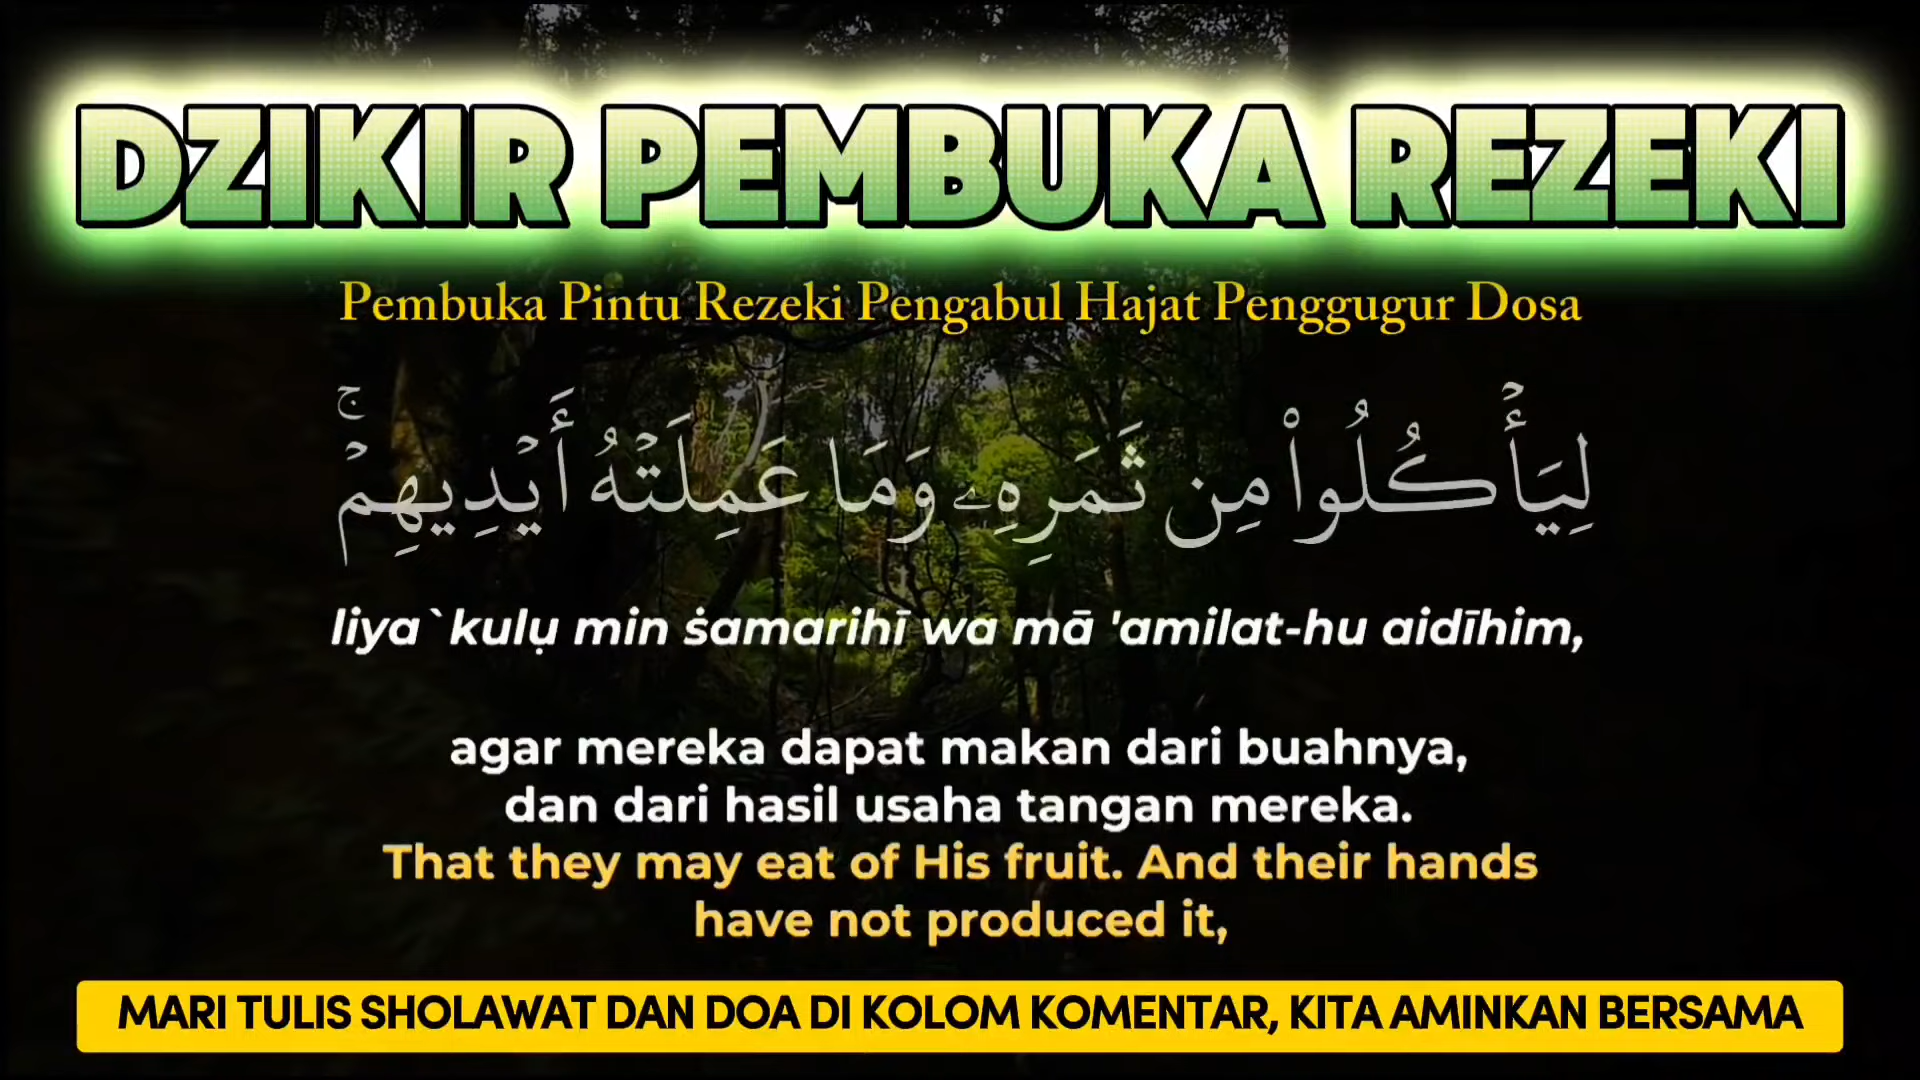 DZIKIR PEMBUKA REZEKI
Pembuka Pintu Rezeki Pengabul Hajat Penggugur Dosa
لِيَأۡكُلُواْ مِن ثَمَرِهِۦ وَمَا عَمِلَتۡهُ أَيۡدِيهِمۡۚ
liya`kulụ min ṡamarihī wa mā 'amilat-hu aidīhim,
agar mereka dapat makan dari buahnya,
dan dari hasil usaha tangan mereka.
That they may eat of His fruit. And their hands
have not produced it,
MARI TULIS SHOLAWAT DAN DOA DI KOLOM KOMENTAR, KITA AMINKAN BERSAMA